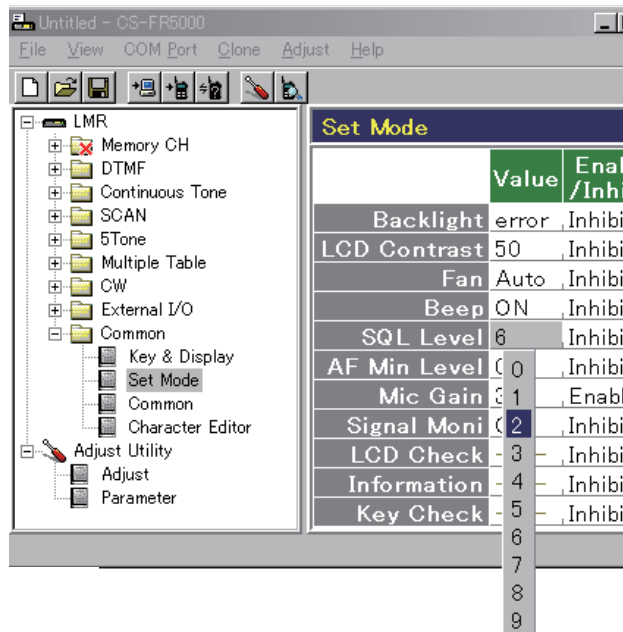 Untitled - CS-FR5000
File View COM Port Clone Adjust Help
LMR
Memory CH
DTMF
Continuous Tone
SCAN
5Tone
Multiple Table
CW
External I/O
Common
Key & Display
Set Mode
Common
Character Editor
Adjust Utility
Adjust
Parameter
Set Mode
Value Enab
/Inhi
Backlight error Inhibi
LCD Contrast 50 Inhibi
Fan Auto Inhibi
Beep ON Inhibi
SQL Level 6 Inhibi
AF Min Level Inhibi
Mic Gain Enabl
Signal Moni Inhibi
LCD Check - - Inhibi
Information - - Inhibi
Key Check - - Inhibi
0
1
2
3
4
5
6
7
8
9